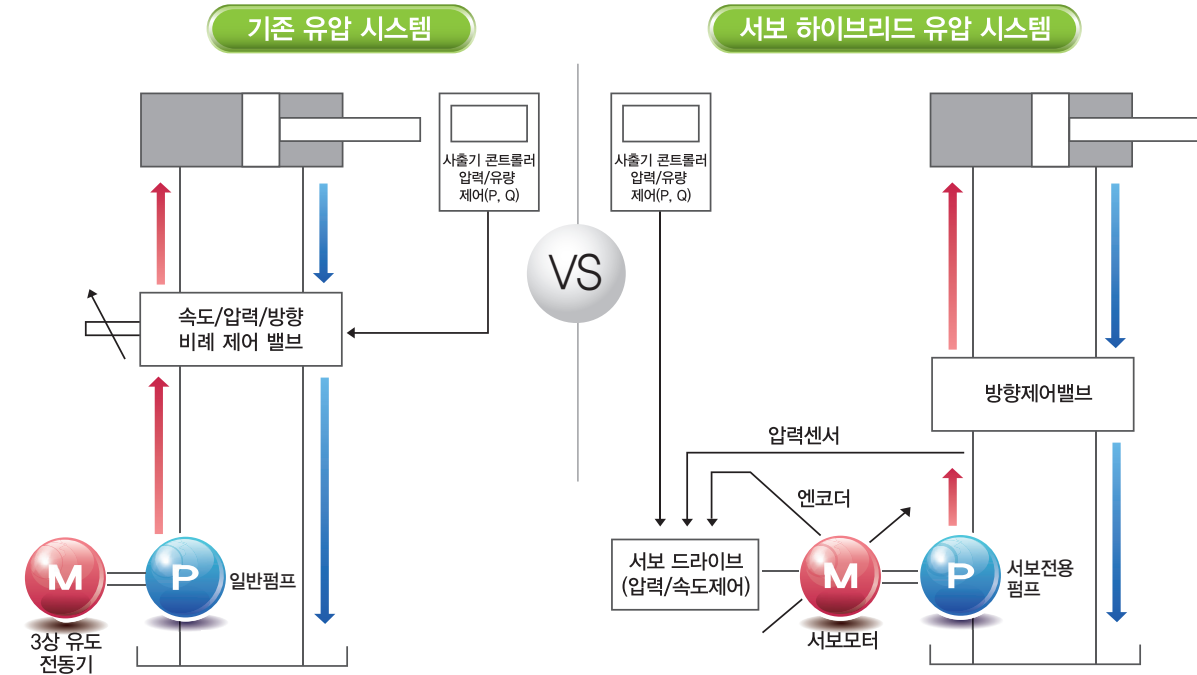 기존 유압 시스템
서보 하이브리드 유압 시스템
사출기 콘트롤러
압력/유량
제어(P, Q)
속도/압력/방향
비례 제어 밸브
M
P
일반펌프
3상 유도
전동기
VS
사출기 콘트롤러
압력/유량
제어(P, Q)
방향제어밸브
압력센서
엔코더
서보 드라이브
(압력/속도제어)
M
P
서보전용
펌프
서보모터